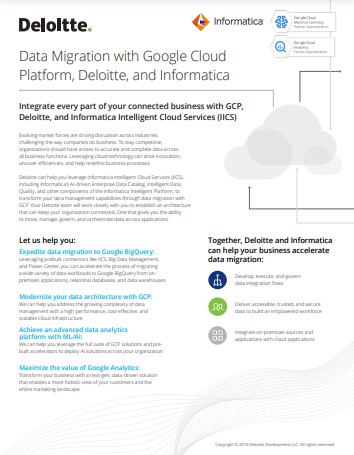 Deloitte.
Informatica
Google Cloud
Machine Learning
Partner Specialization
Google Cloud
Analytics
Partner Specialization
Data Migration with Google Cloud
Platform, Deloitte, and Informatica
Integrate every part of your connected business with GCP,
Deloitte, and Informatica Intelligent Cloud Services (IICS)
Evolving market forces are driving disruption across industries,
challenging the way companies do business. To stay competitive,
organizations should have access to accurate and complete data across
all business functions. Leveraging cloud technology can drive innovation,
uncover efficiencies, and help redefine business processes.
Deloitte can help you leverage Informatica Intelligent Cloud Services (IICS),
including Informatica's AI-driven Enterprise Data Catalog, Intelligent Data
Quality, and other components of the Informatica Intelligent Platform, to
transform your data management capabilities through data migration with
GCP. Your Deloitte team will work closely with you to establish an architecture
that can keep your organization connected. One that gives you the ability
to move, manage, govern, and orchestrate data across applications.
Let us help you:
Expedite data migration to Google BigQuery:
Leveraging prebuilt connectors like IICS, Big Data Management,
and Power Center, you can accelerate the process of migrating
a wide variety of data workloads to Google BigQuery from on-
premises applications, relational databases, and data warehouses
Modernize your data architecture with GCP:
We can help you address the growing complexity of data
management with a high-performance, cost-effective, and
scalable cloud infrastructure
Achieve an advanced data analytics
platform with ML/AI:
We can help you leverage the full suite of GCP solutions and pre-
built accelerators to deploy AI solutions across your organization
Maximize the value of Google Analytics:
Transform your business with a next-gen, data-driven solution
that enables a more holistic view of your customers and the
entire marketing landscape
Together, Deloitte and Informatica
can help your business accelerate
data migration:
Develop, execute, and govern
data integration flows
Deliver accessible, trusted, and secure
data to build an empowered workforce
Integrate on-premises sources and
applications with cloud applications
Copyright © 2019 Deloitte Development LLC. All rights reserved.